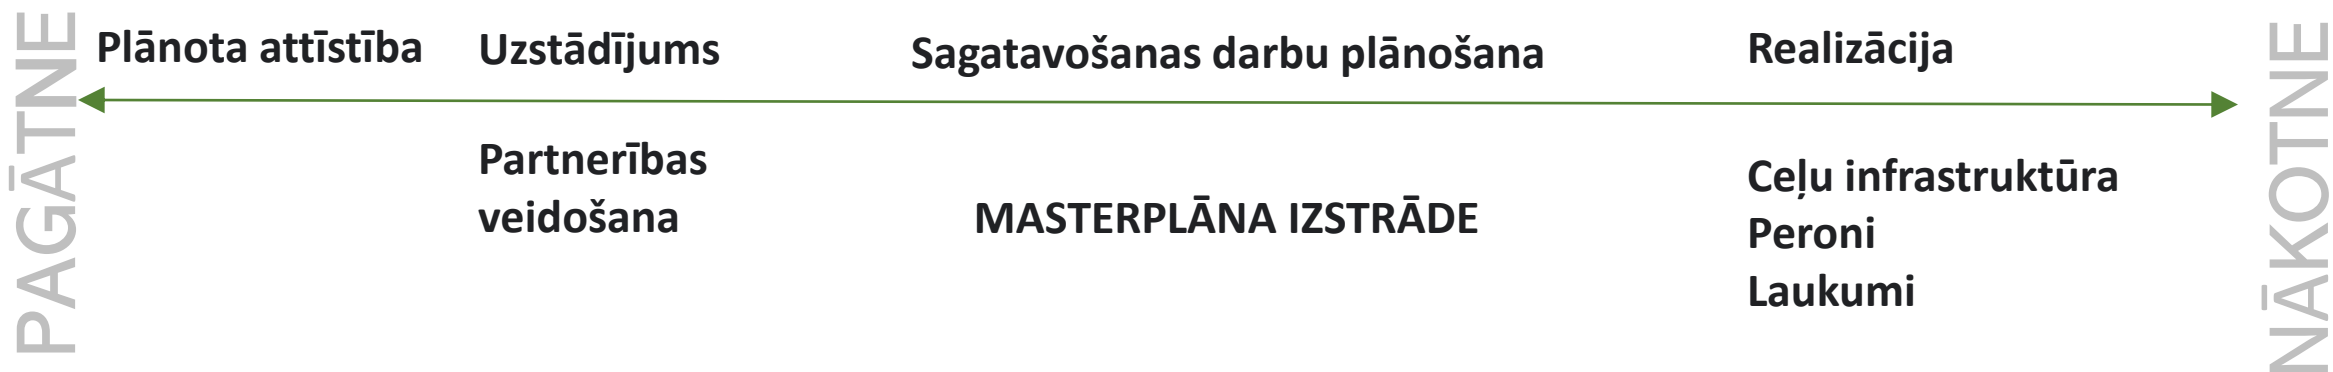 PAGĀTNE
Plānota attīstība
Uzstādījums
Sagatavošanas darbu plānošana
Realizācija
Partnerības
veidošana
MASTERPLĀNA IZSTRĀDE
Ceļu infrastruktūra
Peroni
Laukumi
NĀKOTNE